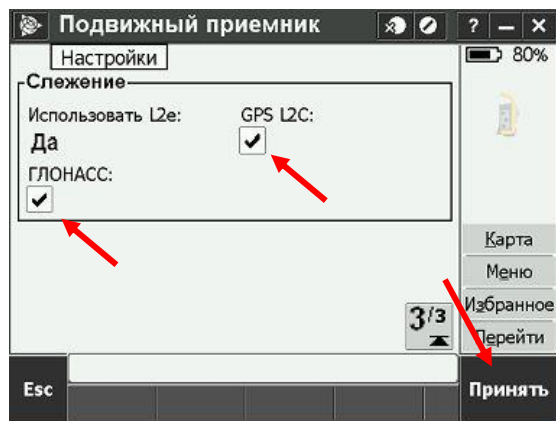 Подвижный приемник ? — ×
Настройки 80%
Слежение
Использовать L2e: GPS L2C:
Да
ГЛОНАСС:
Карта
Меню
Избранное
3/3
Перейти
Esc Принять